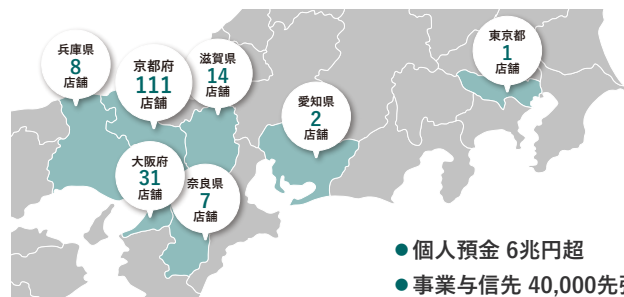 兵庫県
8
店舗
京都府
111
店舗
滋賀県
14
店舗
愛知県
2
店舗
東京都
1
店舗
大阪府
31
店舗
奈良県
7
店舗
●個人預金 6兆円超
●事業与信先 40,000先